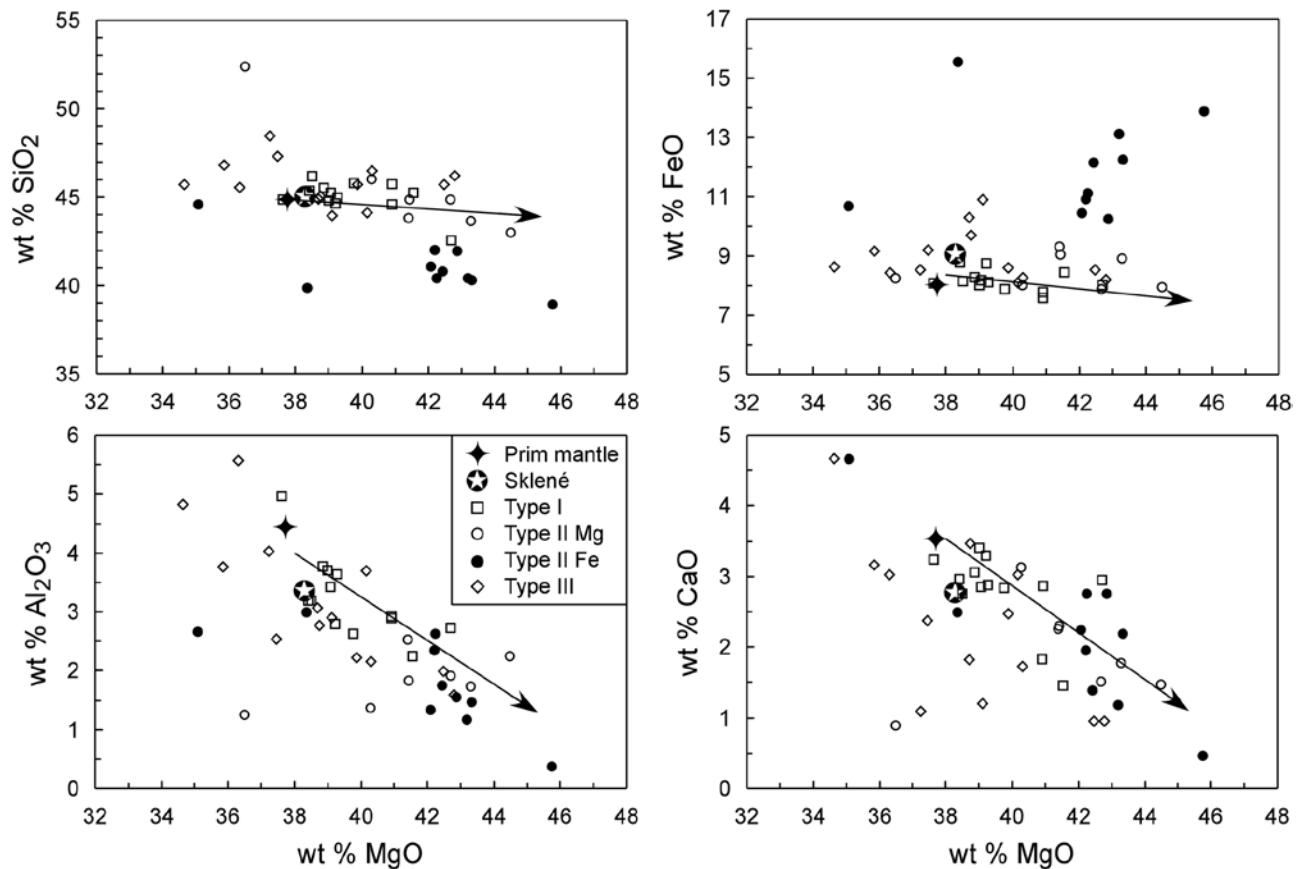 wt % SiO2
55
50
45
40
35
32 34 36 38 40 42 44 46 48
wt % FeO
17
15
13
11
9
7
5
32 34 36 38 40 42 44 46 48
wt % Al2O3
6
5
4
3
2
1
0
Prim mantle
Sklené
Type I
Type II Mg
Type II Fe
Type III
32 34 36 38 40 42 44 46 48
wt % MgO
wt % CaO
5
4
3
2
1
0
32 34 36 38 40 42 44 46 48
wt % MgO